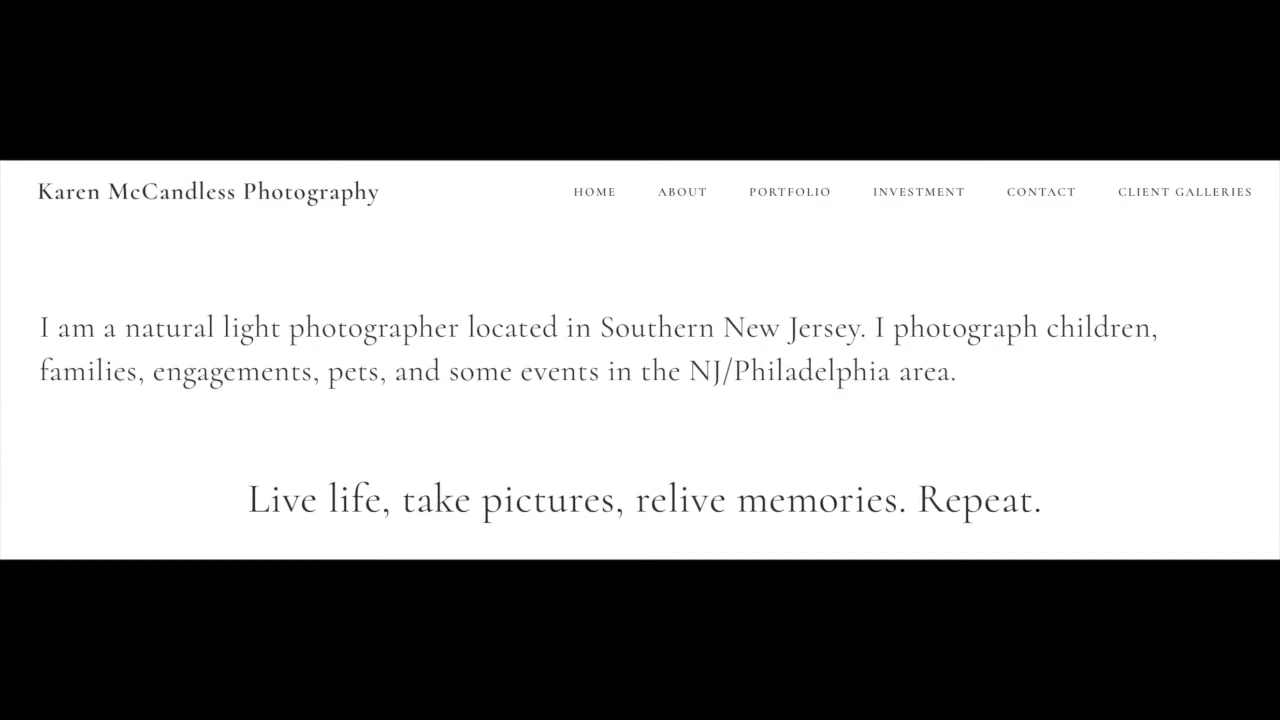 Karen McCandless Photography
HOME ABOUT PORTFOLIO INVESTMENT CONTACT CLIENT GALLERIES
I am a natural light photographer located in Southern New Jersey. I photograph children,
families, engagements, pets, and some events in the NJ/Philadelphia area.
Live life, take pictures, relive memories. Repeat.